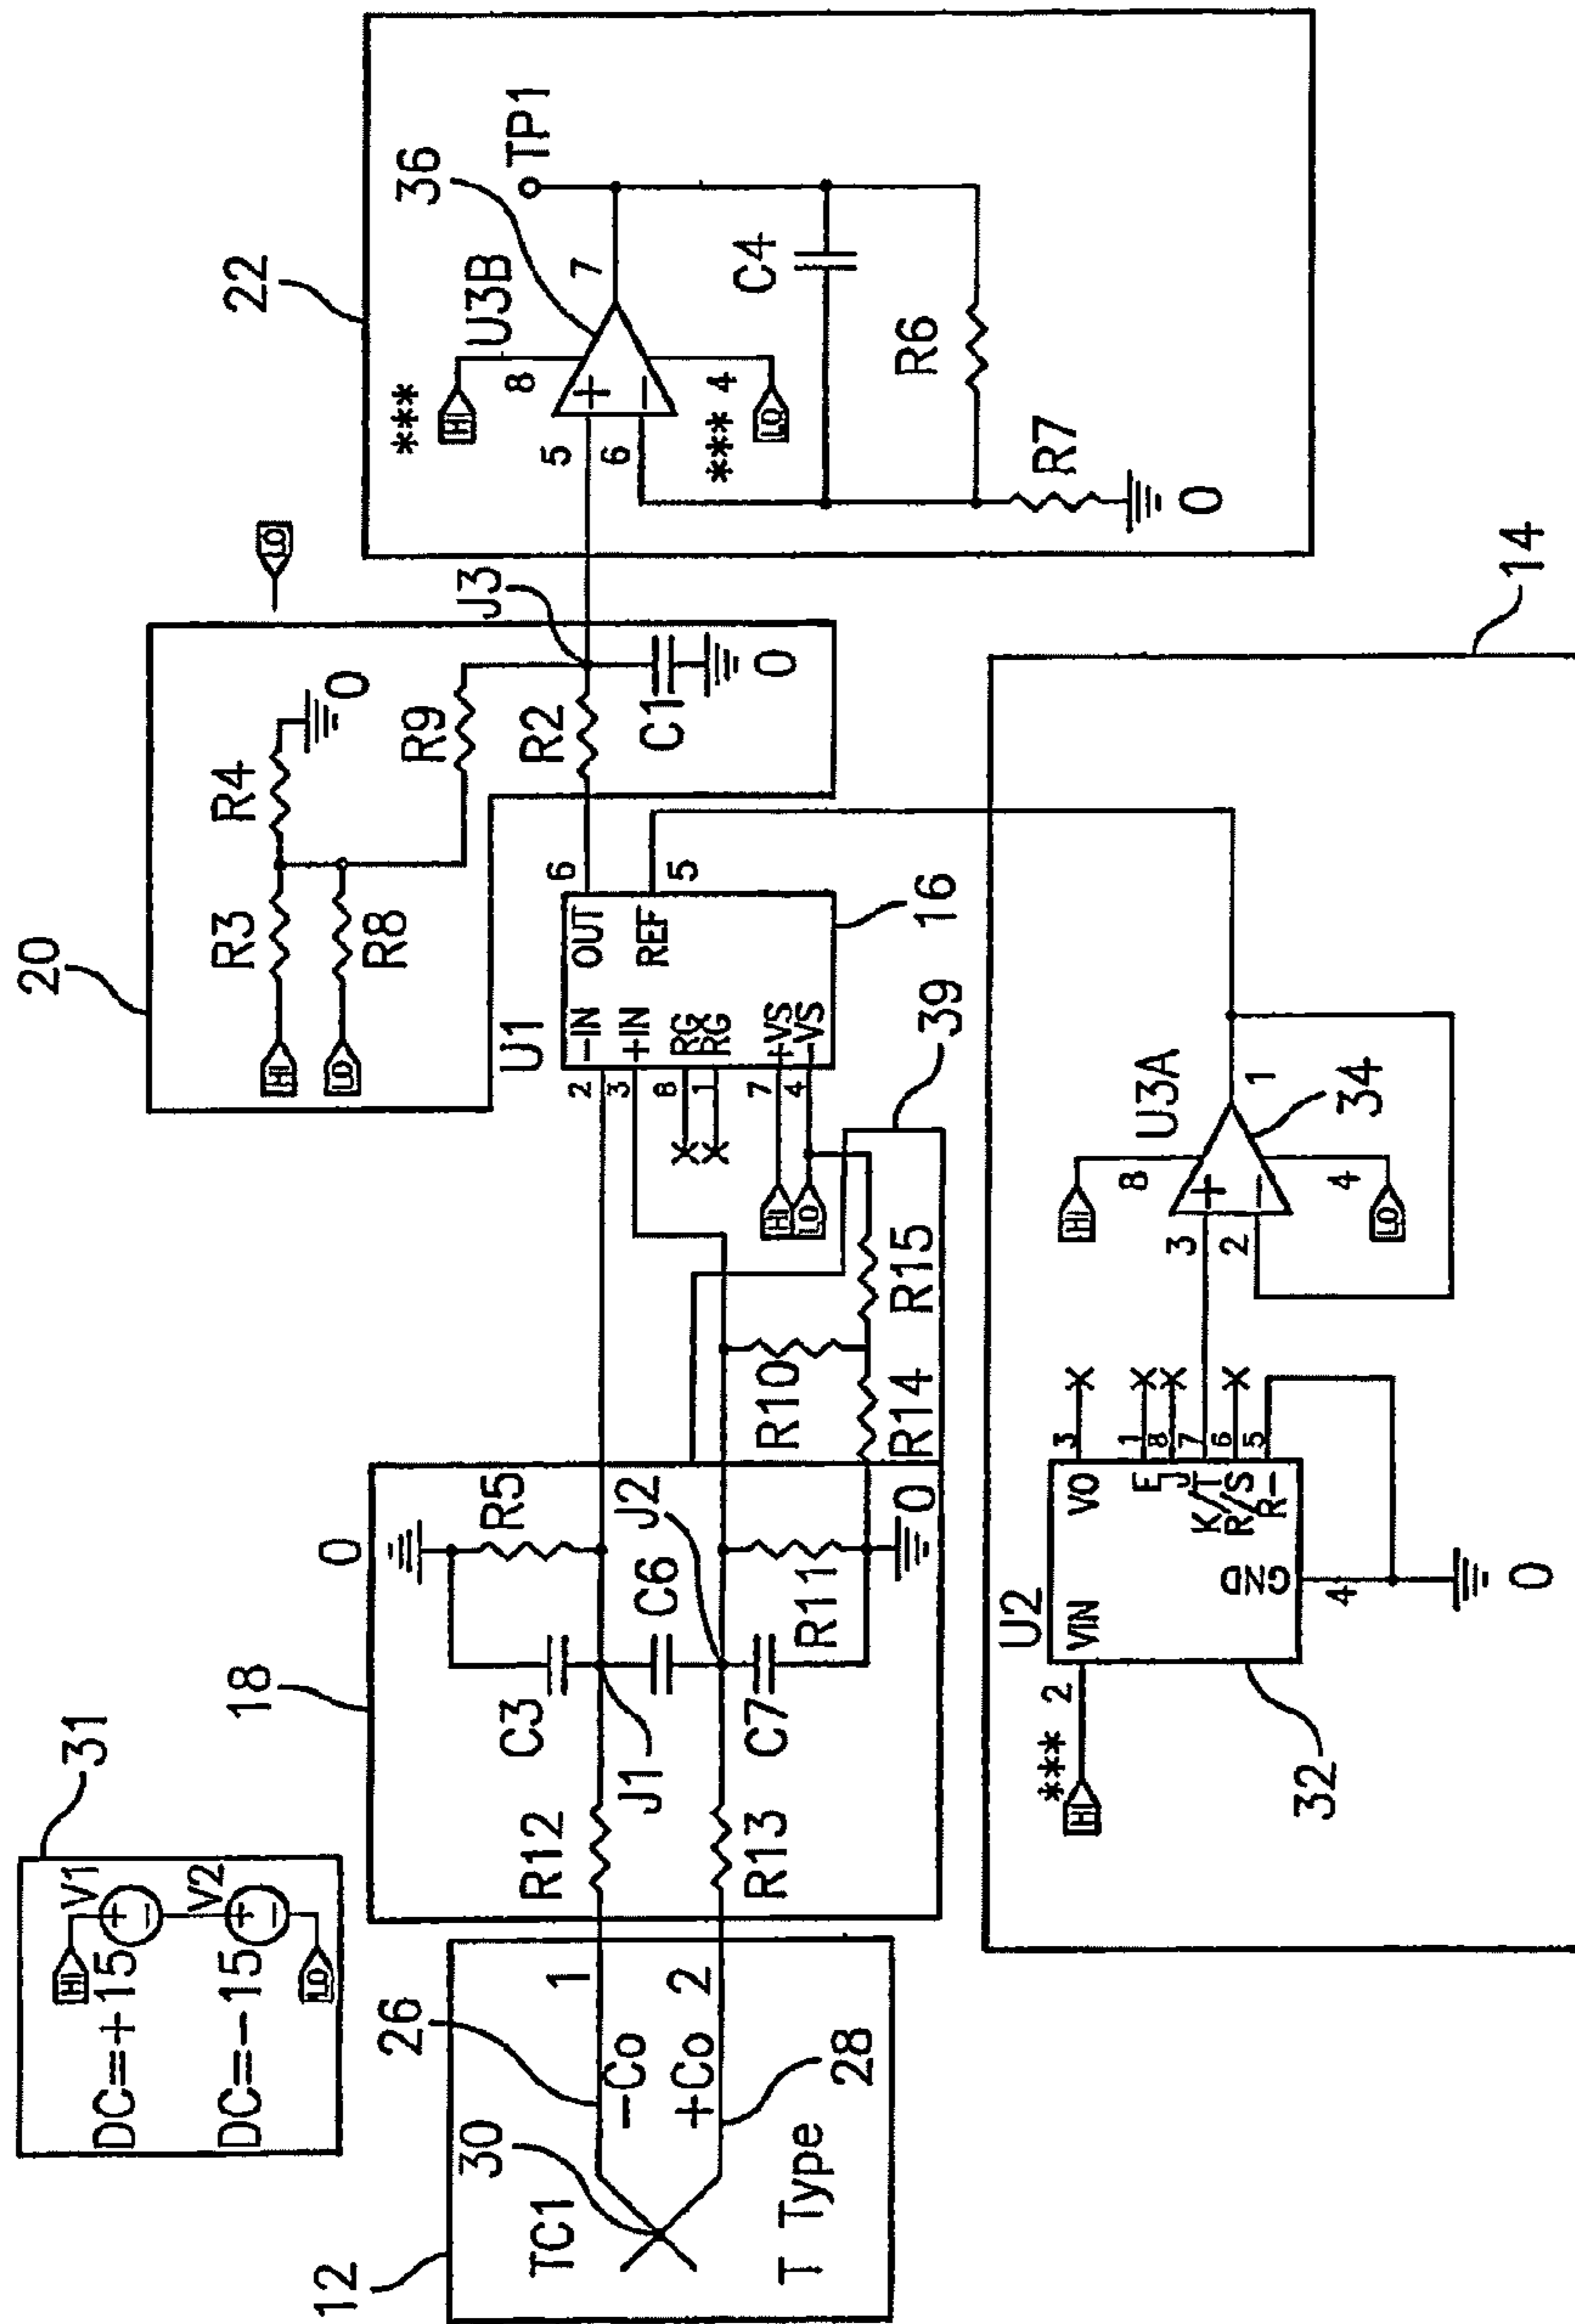 31
V1
HI
DC=+15
V2
DC=-15
LO
12
TC1
30
26
-Co
1
+Co
2
28
T Type
18
0
R12
C3
R5
J1
C6
J2
R13
C7
R11
0
R10
R14
R15
39
U1
2
-IN
OUT
6
3
+IN
REF
5
8
RG
1
RG
HI
7
+VS
LO
4
-VS
16
20
HI
R3
R4
0
LO
R8
R9
R2
C1
0
J3
LO
22
***
HI
8
U3B
36
TP1
5
+
7
6
-
***
4
LO
C4
R6
R7
0
14
U2
***
HI
2
VIN
VO
3
E
1
J
8
K/T
7
R/S
6
R-
5
GND
4
0
32
HI
8
U3A
3
+
1
2
-
34
4
LO